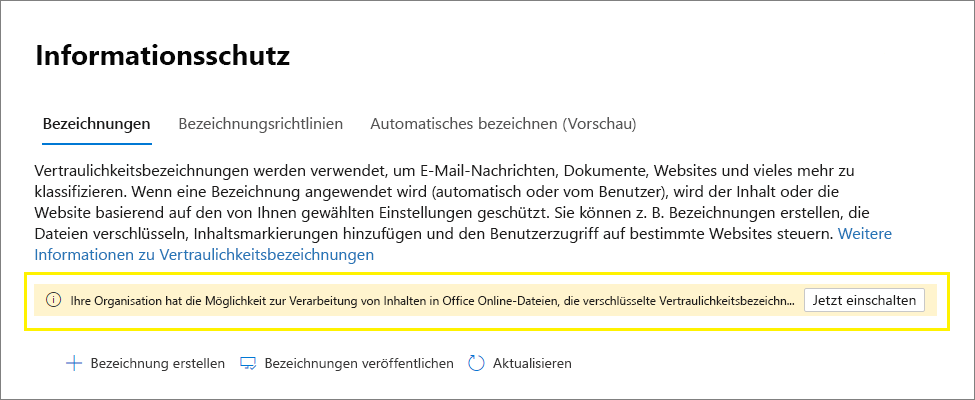 Informationsschutz
Bezeichnungen Bezeichnungsrichtlinien Automatisches bezeichnen (Vorschau)
Vertraulichkeitsbezeichnungen werden verwendet, um E-Mail-Nachrichten, Dokumente, Websites und vieles mehr zu
klassifizieren. Wenn eine Bezeichnung angewendet wird (automatisch oder vom Benutzer), wird der Inhalt oder die
Website basierend auf den von Ihnen gewählten Einstellungen geschützt. Sie können z. B. Bezeichnungen erstellen, die
Dateien verschlüsseln, Inhaltsmarkierungen hinzufügen und den Benutzerzugriff auf bestimmte Websites steuern. Weitere
Informationen zu Vertraulichkeitsbezeichnungen
Ihre Organisation hat die Möglichkeit zur Verarbeitung von Inhalten in Office Online-Dateien, die verschlüsselte Vertraulichkeitsbezeichn... Jetzt einschalten
Bezeichnung erstellen Bezeichnungen veröffentlichen Aktualisieren